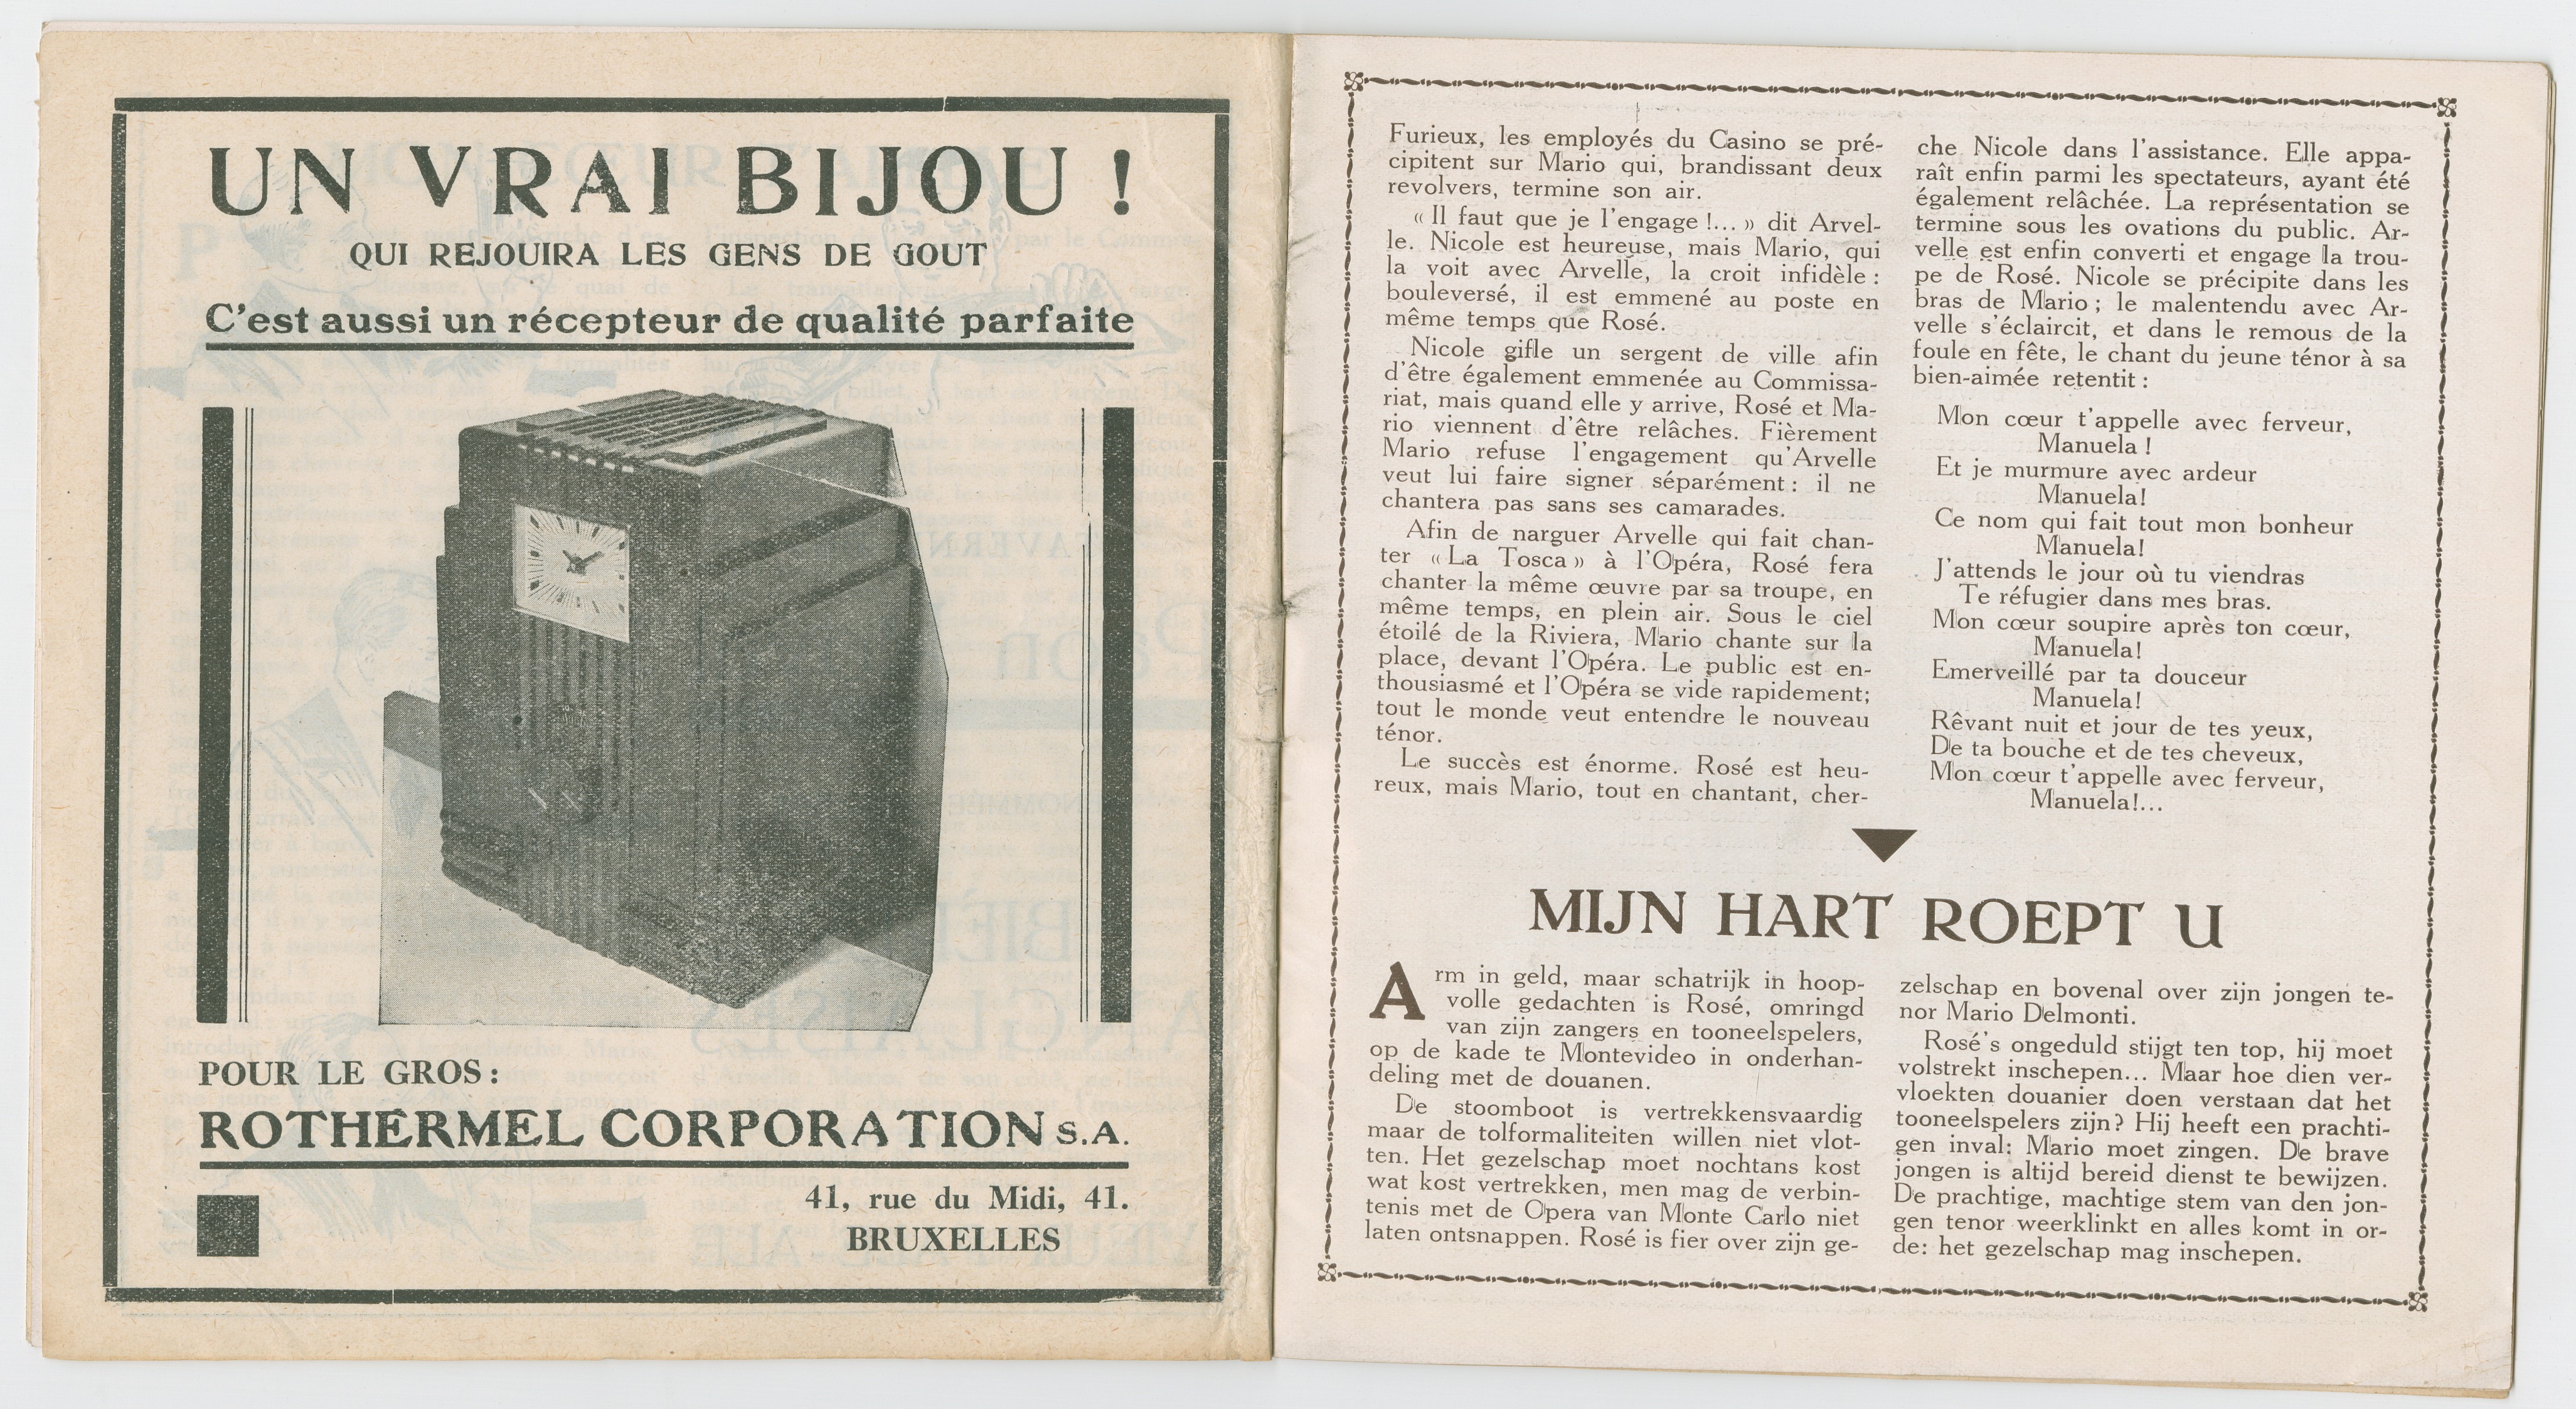 UN VRAI BIJOU !
QUI REJOUIRA LES GENS DE GOUT
C'est aussi un récepteur de qualité parfaite
POUR LE GROS :
ROTHERMEL CORPORATION S.A.
41, rue du Midi, 41.
BRUXELLES
Furieux, les employés du Casino se pré-
cipitent sur Mario qui, brandissant deux
revolvers, termine son air.
« Il faut que je l'engage !... » dit Arvel-
le. Nicole est heureuse, mais Mario, qui
la voit avec Arvelle, la croit infidèle :
bouleversé, il est emmené au poste en
même temps que Rosé.
Nicole gifle un sergent de ville afin
d'être également emmenée au Commissa-
riat, mais quand elle y arrive, Rosé et Ma-
rio viennent d'être relâches. Fièrement
Mario refuse l'engagement qu'Arvelle
veut lui faire signer séparément : il ne
chantera pas sans ses camarades.
Afin de narguer Arvelle qui fait chan-
ter « La Tosca » à l'Opéra, Rosé fera
chanter la même œuvre par sa troupe, en
même temps, en plein air. Sous le ciel
étoilé de la Riviera, Mario chante sur la
place, devant l'Opéra. Le public est en-
thousiasmé et l'Opéra se vide rapidement;
tout le monde veut entendre le nouveau
ténor.
Le succès est énorme. Rosé est heu-
reux, mais Mario, tout en chantant, cher-
che Nicole dans l'assistance. Elle appa-
raît enfin parmi les spectateurs, ayant été
également relâchée. La représentation se
termine sous les ovations du public. Ar-
velle est enfin converti et engage la trou-
pe de Rosé. Nicole se précipite dans les
bras de Mario ; le malentendu avec Ar-
velle s'éclaircit, et dans le remous de la
foule en fête, le chant du jeune ténor à sa
bien-aimée retentit :
Mon cœur t'appelle avec ferveur,
Manuela !
Et je murmure avec ardeur
Manuela!
Ce nom qui fait tout mon bonheur
Manuela!
J'attends le jour où tu viendras
Te réfugier dans mes bras.
Mon cœur soupire après ton cœur,
Manuela!
Emerveillé par ta douceur
Manuela!
Rêvant nuit et jour de tes yeux,
De ta bouche et de tes cheveux,
Mon cœur t'appelle avec ferveur,
Manuela!...
MIJN HART ROEPT U
Arm in geld, maar schatrijk in hoop-
volle gedachten is Rosé, omringd
van zijn zangers en tooneelspelers,
op de kade te Montevideo in onderhan-
deling met de douanen.
De stoomboot is vertrekkensvaardig
maar de tolformaliteiten willen niet vlot-
ten. Het gezelschap moet nochtans kost
wat kost vertrekken, men mag de verbin-
tenis met de Opera van Monte Carlo niet
laten ontsnappen. Rosé is fier over zijn ge-
zelschap en bovenal over zijn jongen te-
nor Mario Delmonti.
Rosé's ongeduld stijgt ten top, hij moet
volstrekt inschepen... Maar hoe dien ver-
vloekten douanier doen verstaan dat het
tooneelspelers zijn? Hij heeft een prachti-
gen inval: Mario moet zingen. De brave
jongen is altijd bereid dienst te bewijzen.
De prachtige, machtige stem van den jon-
gen tenor weerklinkt en alles komt in or-
de: het gezelschap mag inschepen.